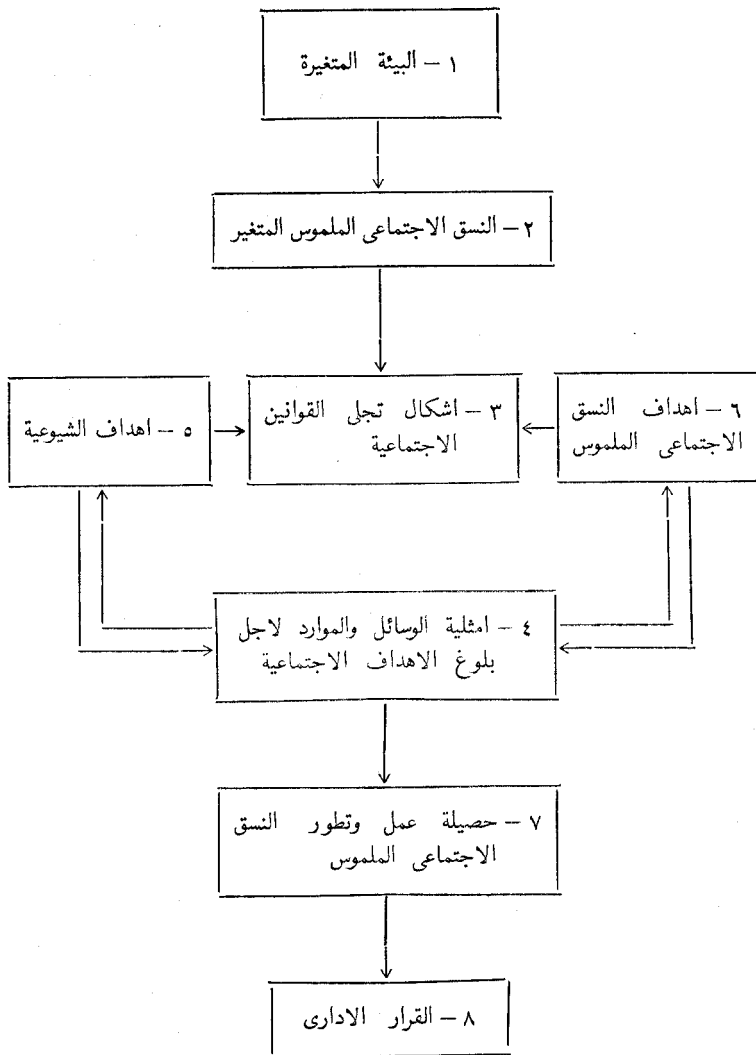 ١ – البيئة المتغيرة
٢ – النسق الاجتماعى الملموس المتغير
٦ – اهداف النسق
الاجتماعى الملموس
٣ – اشكال تجلى القوانين
الاجتماعية
٥ – اهداف الشيوعية
٤ – امثلية الوسائل والموارد لاجل
بلوغ الاهداف الاجتماعية
٧ – حصيلة عمل وتطور النسق
الاجتماعى الملموس
٨ – القرار الادارى